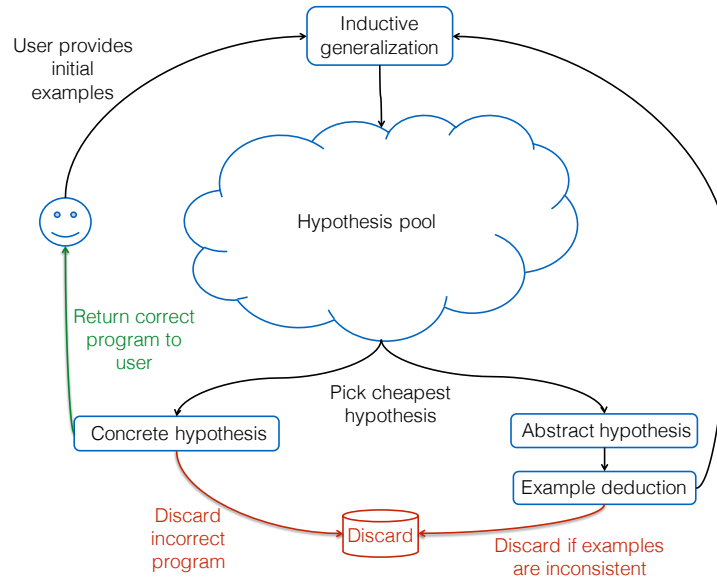 Inductive
generalization
User provides
initial
examples
Hypothesis pool
Return correct
program to
user
Pick cheapest
hypothesis
Concrete hypothesis
Abstract hypothesis
Example deduction
Discard
incorrect
program
Discard
Discard if examples
are inconsistent